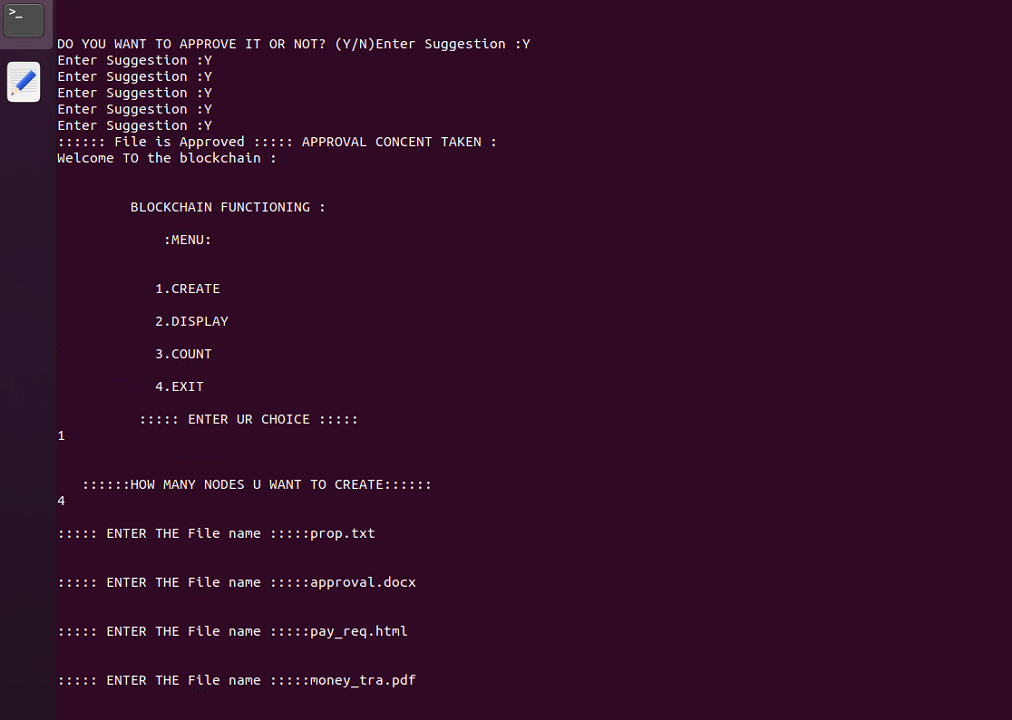 >_
DO YOU WANT TO APPROVE IT OR NOT? (Y/N)Enter Suggestion :Y
Enter Suggestion :Y
Enter Suggestion :Y
Enter Suggestion :Y
Enter Suggestion :Y
Enter Suggestion :Y
:::::: File is Approved ::::: APPROVAL CONCENT TAKEN :
Welcome TO the blockchain :
BLOCKCHAIN FUNCTIONING :
:MENU:
1.CREATE
2.DISPLAY
3.COUNT
4.EXIT
::::: ENTER UR CHOICE :::::
1
::::::HOW MANY NODES U WANT TO CREATE::::::
4
::::: ENTER THE File name :::::prop.txt
::::: ENTER THE File name :::::approval.docx
::::: ENTER THE File name :::::pay_req.html
::::: ENTER THE File name :::::money_tra.pdf